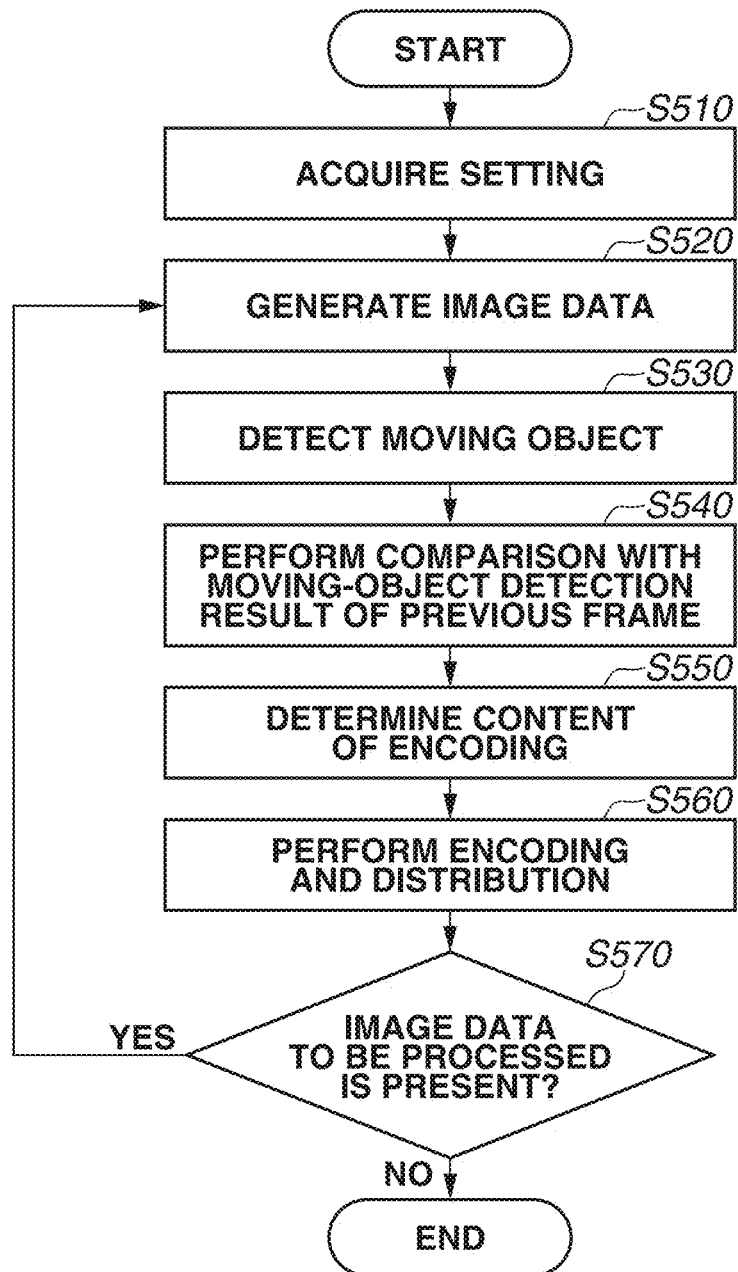 START
S510
ACQUIRE SETTING
S520
GENERATE IMAGE DATA
S530
DETECT MOVING OBJECT
S540
PERFORM COMPARISON WITH
MOVING-OBJECT DETECTION
RESULT OF PREVIOUS FRAME
S550
DETERMINE CONTENT
OF ENCODING
S560
PERFORM ENCODING
AND DISTRIBUTION
S570
YES
IMAGE DATA
TO BE PROCESSED
IS PRESENT?
NO
END